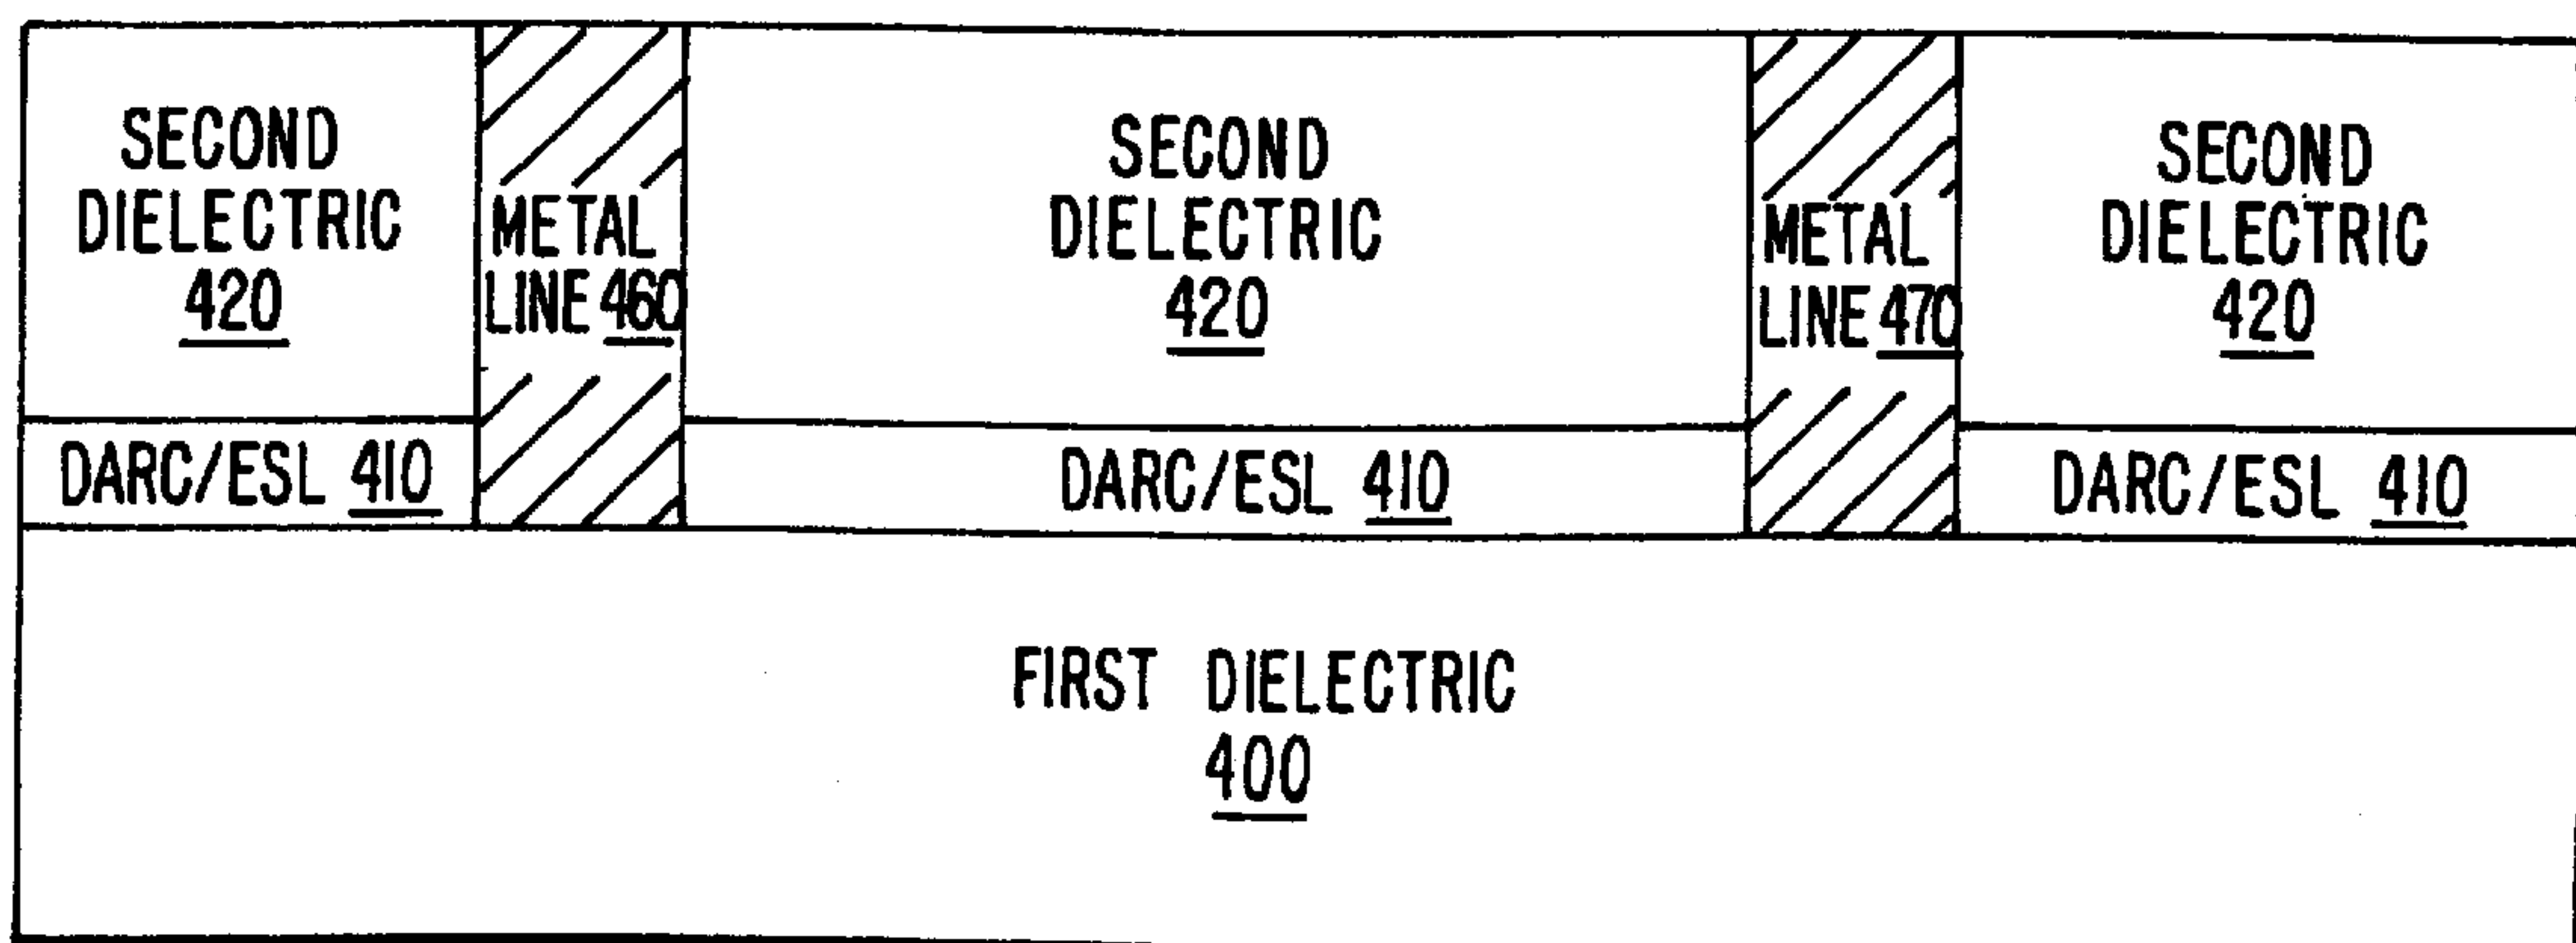 SECOND
DIELECTRIC
420
METAL
LINE 460
SECOND
DIELECTRIC
420
METAL
LINE 470
SECOND
DIELECTRIC
420
DARC/ESL 410
DARC/ESL 410
DARC/ESL 410
FIRST DIELECTRIC
400